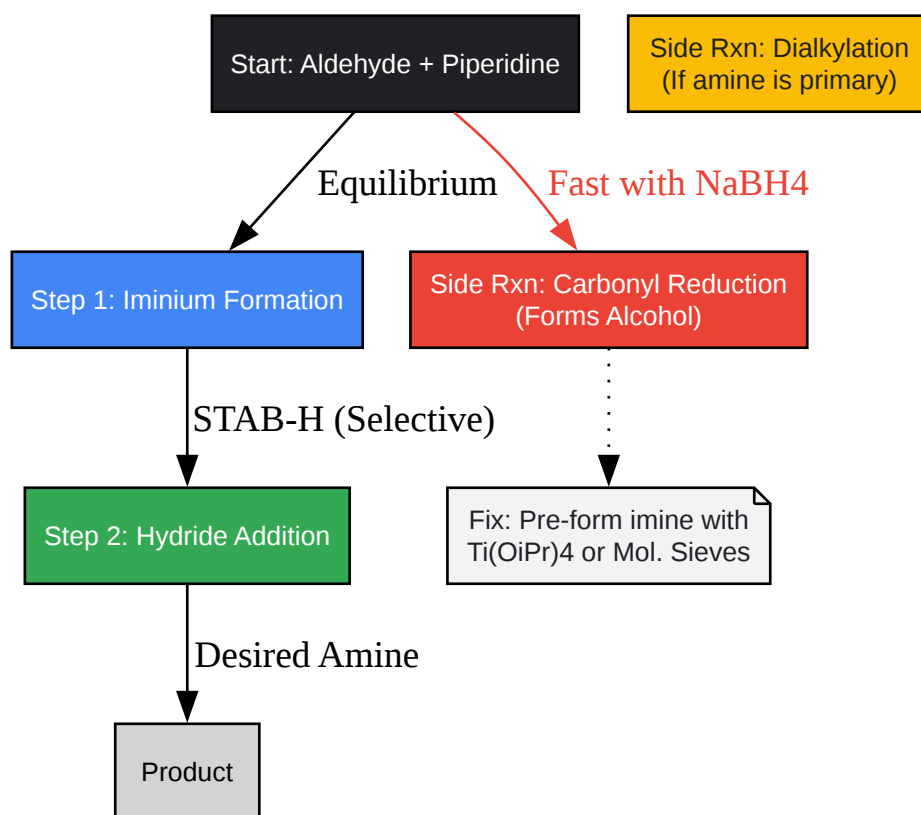 Start: Aldehyde + Piperidine
Side Rxn: Dialkylation
(If amine is primary)
Equilibrium
Fast with NaBH4
Step 1: Iminium Formation
Side Rxn: Carbonyl Reduction
(Forms Alcohol)
STAB-H (Selective)
Step 2: Hydride Addition
Fix: Pre-form imine with
Ti(OiPr)4 or Mol. Sieves
Desired Amine
Product